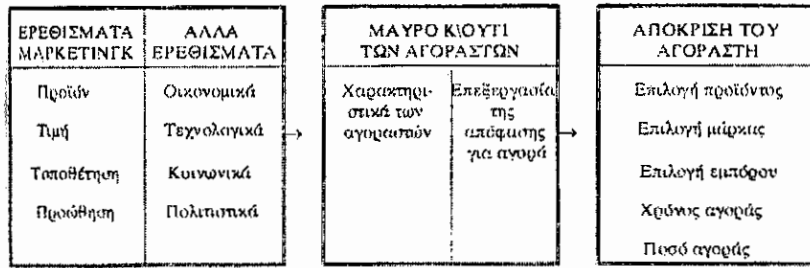 ΕΡΕΘΙΣΜΑΤΑ
ΜΑΡΚΕΤΙΝΓΚ
ΑΛΛΑ
ΕΡΕΘΙΣΜΑΤΑ
Προϊόν
Οικονομικά
Τιμή
Τεχνολογικά
Τοποθέτηση
Κοινωνικά
Προώθηση
Πολιτιστικά
ΜΑΥΡΟ ΚΟΥΤΙ
ΤΩΝ ΑΓΟΡΑΣΤΩΝ
Χαρακτηρι-
στικά των
αγοραστών
Επεξεργασία
της
απόφασης
για αγορά
ΑΠΟΚΡΙΣΗ ΤΟΥ
ΑΓΟΡΑΣΤΗ
Επιλογή προϊόντος
Επιλογή μάρκας
Επιλογή εμπόρου
Χρόνος αγοράς
Ποσό αγοράς